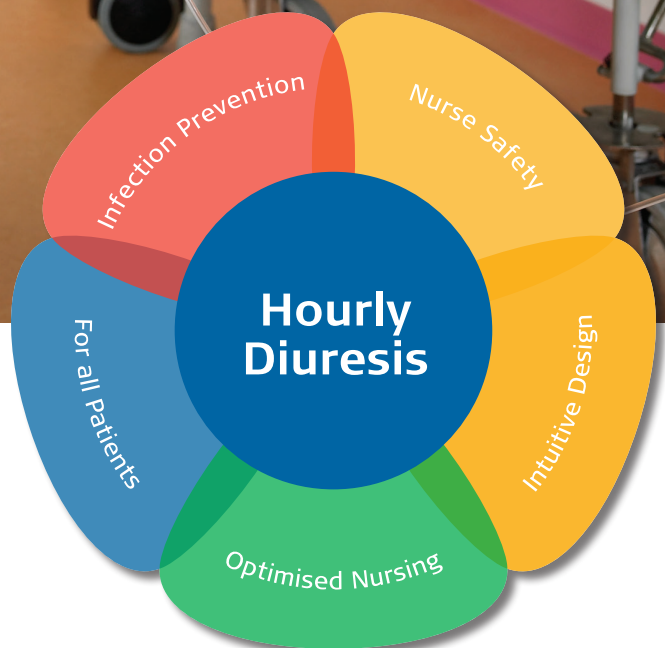 Infection Prevention
Nurse Safety
Hourly
Diuresis
For all Patients
Intuitive Design
Optimised Nursing